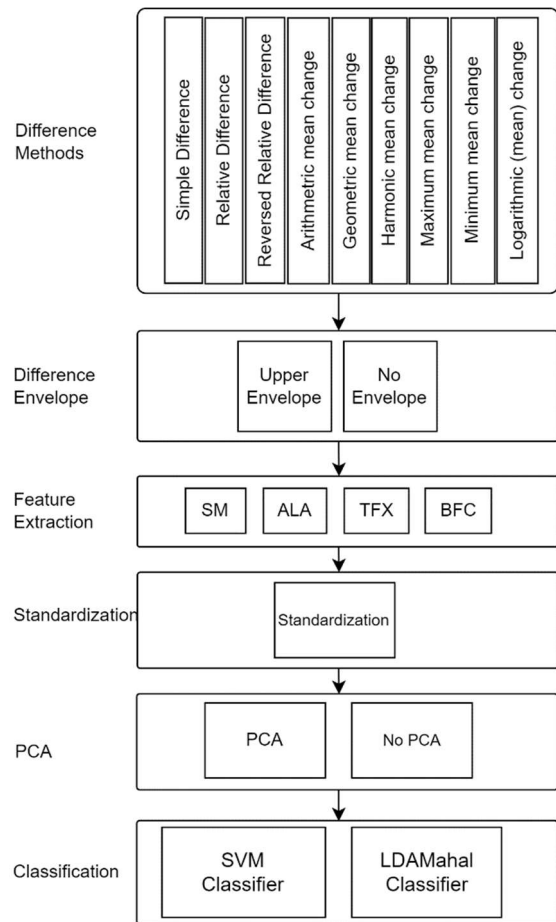 Difference
Methods
Simple Difference
Relative Difference
Reversed Relative Difference
Arithmetric mean change
Geometric mean change
Harmonic mean change
Maximum mean change
Minimum mean change
Logarithmic (mean) change
Difference
Envelope
Upper
Envelope
No
Envelope
Feature
Extraction
SM
ALA
TFX
BFC
Standardization
Standardization
PCA
PCA
No PCA
Classification
SVM
Classifier
LDAMahal
Classifier